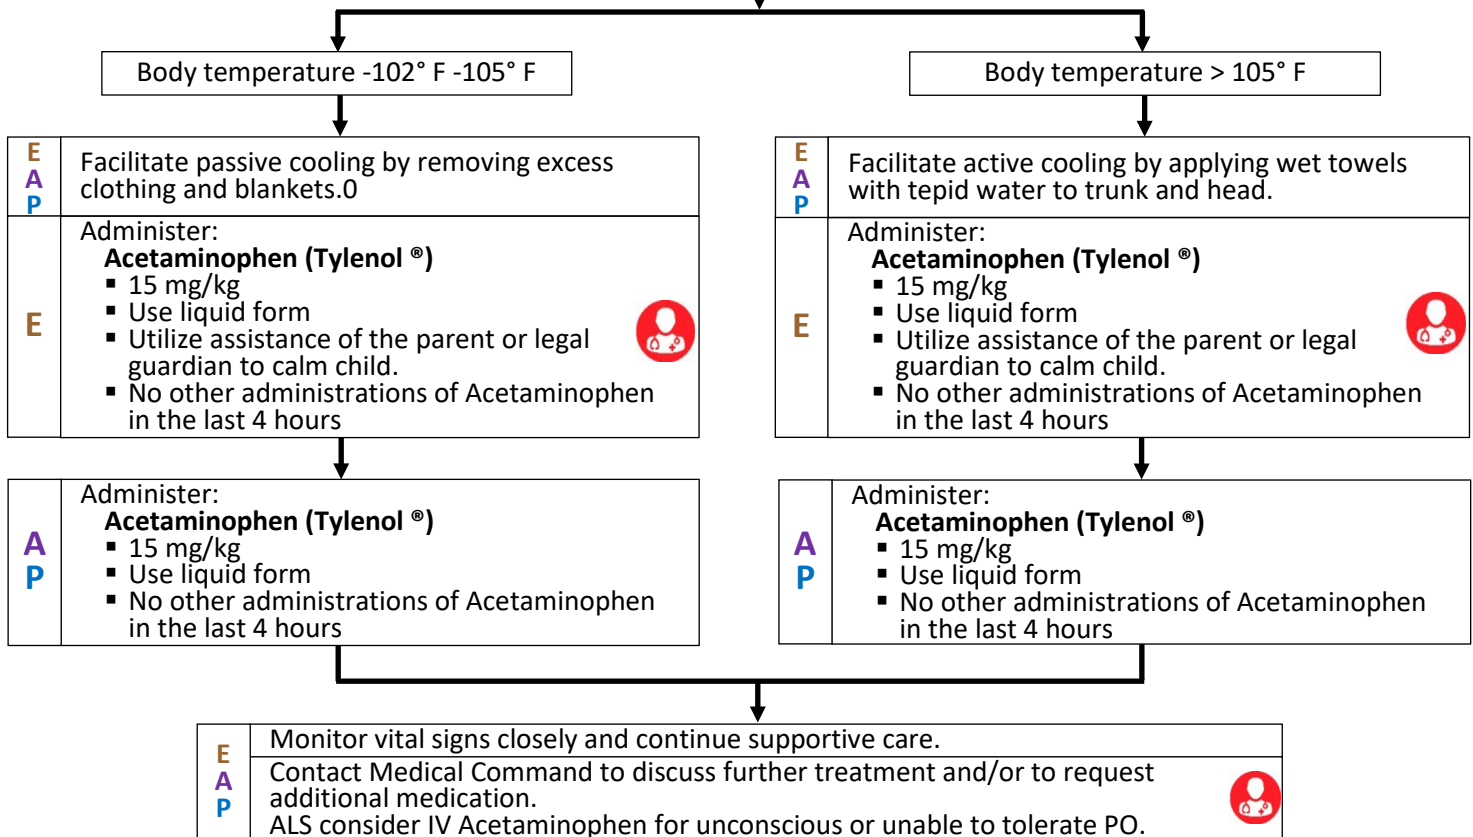 Body temperature -102° F -105° F
Body temperature > 105° F
E
A
P
Facilitate passive cooling by removing excess
clothing and blankets.0
E
Administer:
Acetaminophen (Tylenol ®)
▪ 15 mg/kg
▪ Use liquid form
▪ Utilize assistance of the parent or legal
guardian to calm child.
▪ No other administrations of Acetaminophen
in the last 4 hours
E
A
P
Facilitate active cooling by applying wet towels
with tepid water to trunk and head.
E
Administer:
Acetaminophen (Tylenol ®)
▪ 15 mg/kg
▪ Use liquid form
▪ Utilize assistance of the parent or legal
guardian to calm child.
▪ No other administrations of Acetaminophen
in the last 4 hours
A
P
Administer:
Acetaminophen (Tylenol ®)
▪ 15 mg/kg
▪ Use liquid form
▪ No other administrations of Acetaminophen
in the last 4 hours
A
P
Administer:
Acetaminophen (Tylenol ®)
▪ 15 mg/kg
▪ Use liquid form
▪ No other administrations of Acetaminophen
in the last 4 hours
E
A
P
Monitor vital signs closely and continue supportive care.
Contact Medical Command to discuss further treatment and/or to request
additional medication.
ALS consider IV Acetaminophen for unconscious or unable to tolerate PO.